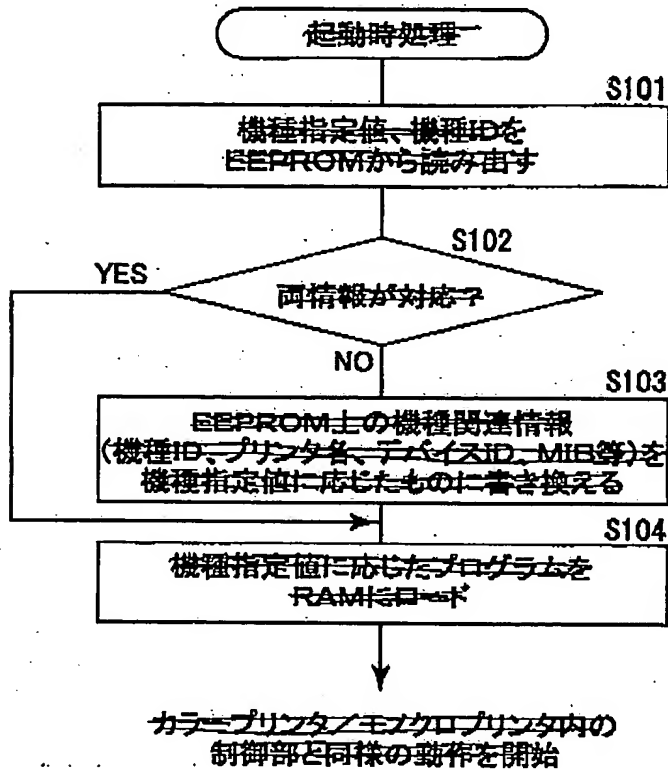 起動時処理
S101
機種指定値、機種IDを
EEPROMから読み出す
S102
YES
両情報が対応?
NO
S103
EEPROM上の機種関連情報
(機種ID、プリンタ名、デバイスID、MIB等)を
機種指定値に応じたものに書き換える
S104
機種指定値に応じたプログラムを
RAMにロード
カラープリンタ/モノクロプリンタ内の
制御部と同様の動作を開始